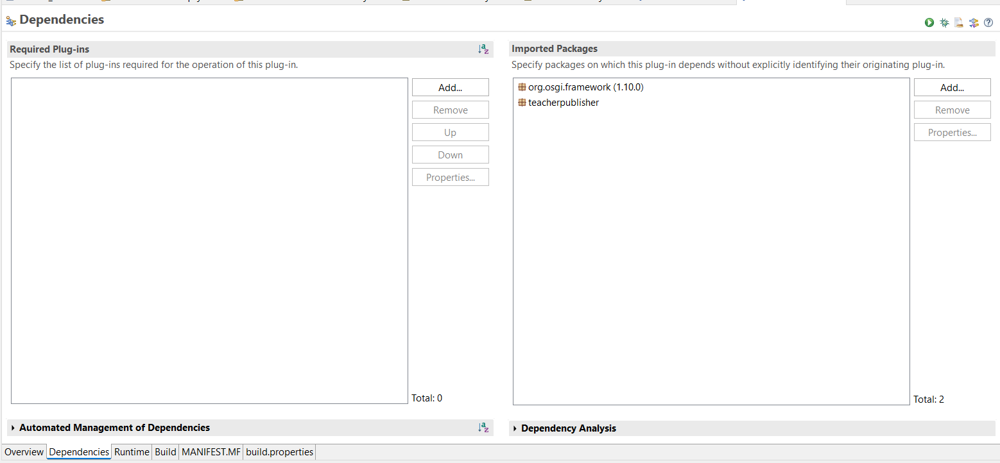 Dependencies
Required Plug-ins
Specify the list of plug-ins required for the operation of this plug-in.
Add...
Remove
Up
Down
Properties...
Total: 0
Imported Packages
Specify packages on which this plug-in depends without explicitly identifying their originating plug-in.
org.osgi.framework (1.10.0)
teacherpublisher
Add...
Remove
Properties...
Total: 2
Automated Management of Dependencies
Dependency Analysis
Overview Dependencies Runtime Build MANIFEST.MF build.properties